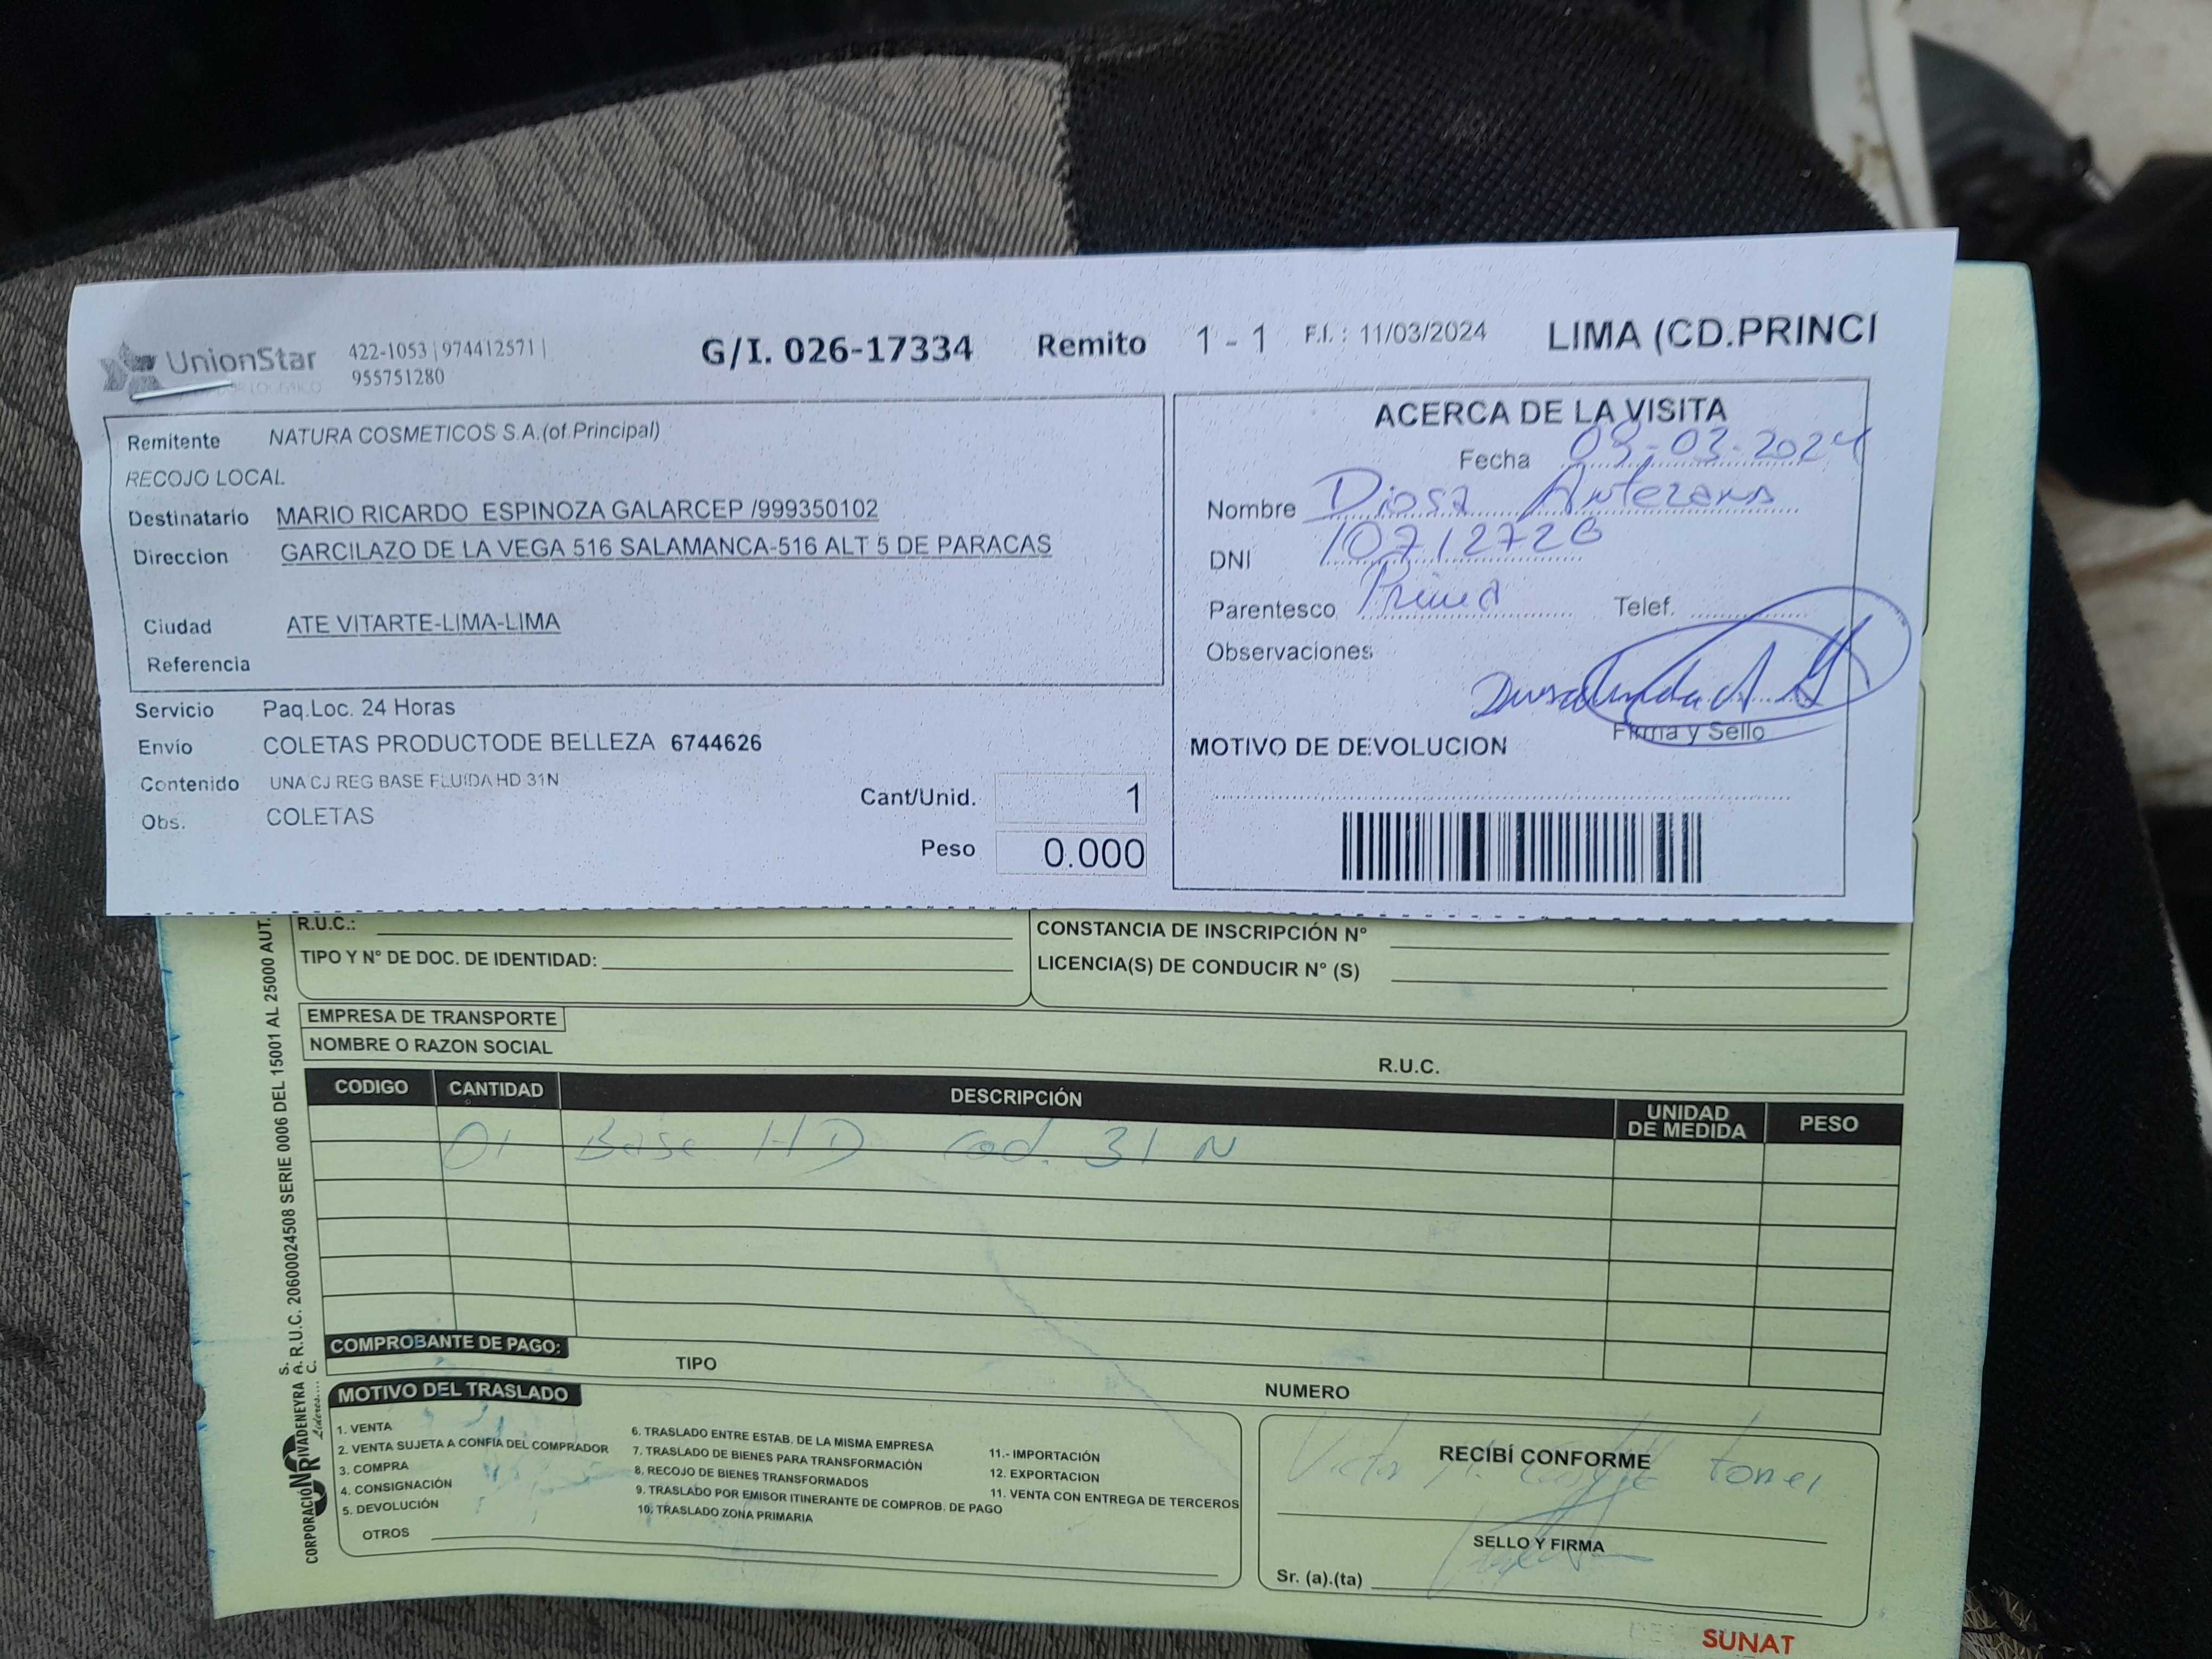 UnionStar
422-1053 | 974412571 |
955751280
G/I. 026-17334 Remito 1 - 1 F.I. : 11/03/2024 LIMA (CD.PRINCI
Remitente NATURA COSMETICOS S.A.(of.Principal)
RECOJO LOCAL
Destinatario MARIO RICARDO ESPINOZA GALARCEP /999350102
Direccion GARCILAZO DE LA VEGA 516 SALAMANCA-516 ALT 5 DE PARACAS
Ciudad ATE VITARTE-LIMA-LIMA
Referencia
Servicio Paq.Loc. 24 Horas
Envío COLETAS PRODUCTODE BELLEZA 6744626
Contenido UNA CJ REG BASE FLUIDA HD 31N
Obs. COLETAS
Cant/Unid. 1
Peso 0.000
ACERCA DE LA VISITA
Fecha 09-03-2024
Nombre Diosa Antezana
DNI 10712726
Parentesco Prima Telef.
Observaciones
Firma y Sello
MOTIVO DE DEVOLUCION
R.U.C.:
TIPO Y N° DE DOC. DE IDENTIDAD:
CONSTANCIA DE INSCRIPCIÓN N°
LICENCIA(S) DE CONDUCIR N° (S)
EMPRESA DE TRANSPORTE
NOMBRE O RAZON SOCIAL R.U.C.
CODIGO CANTIDAD DESCRIPCIÓN UNIDAD DE MEDIDA PESO
01 Base HD cod. 31 N
COMPROBANTE DE PAGO:
TIPO NUMERO
MOTIVO DEL TRASLADO
1. VENTA
2. VENTA SUJETA A CONFIA DEL COMPRADOR
3. COMPRA
4. CONSIGNACIÓN
5. DEVOLUCIÓN
OTROS
6. TRASLADO ENTRE ESTAB. DE LA MISMA EMPRESA
7. TRASLADO DE BIENES PARA TRANSFORMACIÓN
8. RECOJO DE BIENES TRANSFORMADOS
9. TRASLADO POR EMISOR ITINERANTE DE COMPROB. DE PAGO
10. TRASLADO ZONA PRIMARIA
11.- IMPORTACIÓN
12. EXPORTACION
11. VENTA CON ENTREGA DE TERCEROS
RECIBÍ CONFORME
SELLO Y FIRMA
Sr. (a).(ta)
SUNAT
CORPORACIÓN RIVADENEYRA S.A.C. R.U.C. 20600024508 SERIE 0006 DEL 15001 AL 25000 AUT.
Líderes....